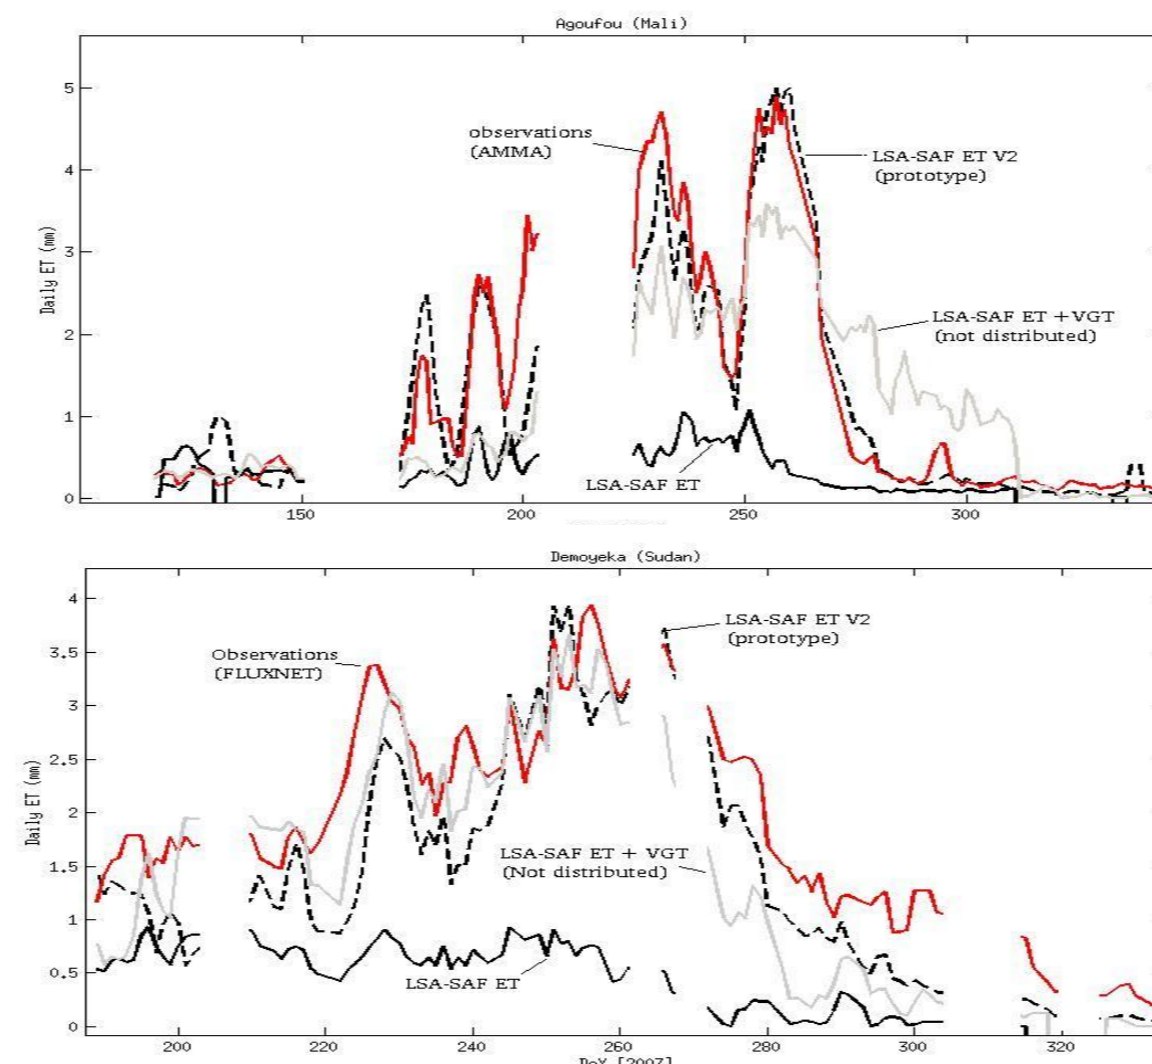 Agoufou (Mali)
5
observations
(AMMA)
LSA-SAF ET V2
(prototype)
4
Daily ET (mm)
3
LSA-SAF ET +VGT
(not distributed)
2
1
LSA-SAF ET
0
150
200
250
300
Demoyeka (Sudan)
4
LSA-SAF ET V2
(prototype)
3.5
Observations
(FLUXNET)
3
2.5
Daily ET (mm)
2
LSA-SAF ET + VGT
(Not distributed)
1.5
1
LSA-SAF ET
0.5
0
200
220
240
260
280
300
320
DoY [2007]